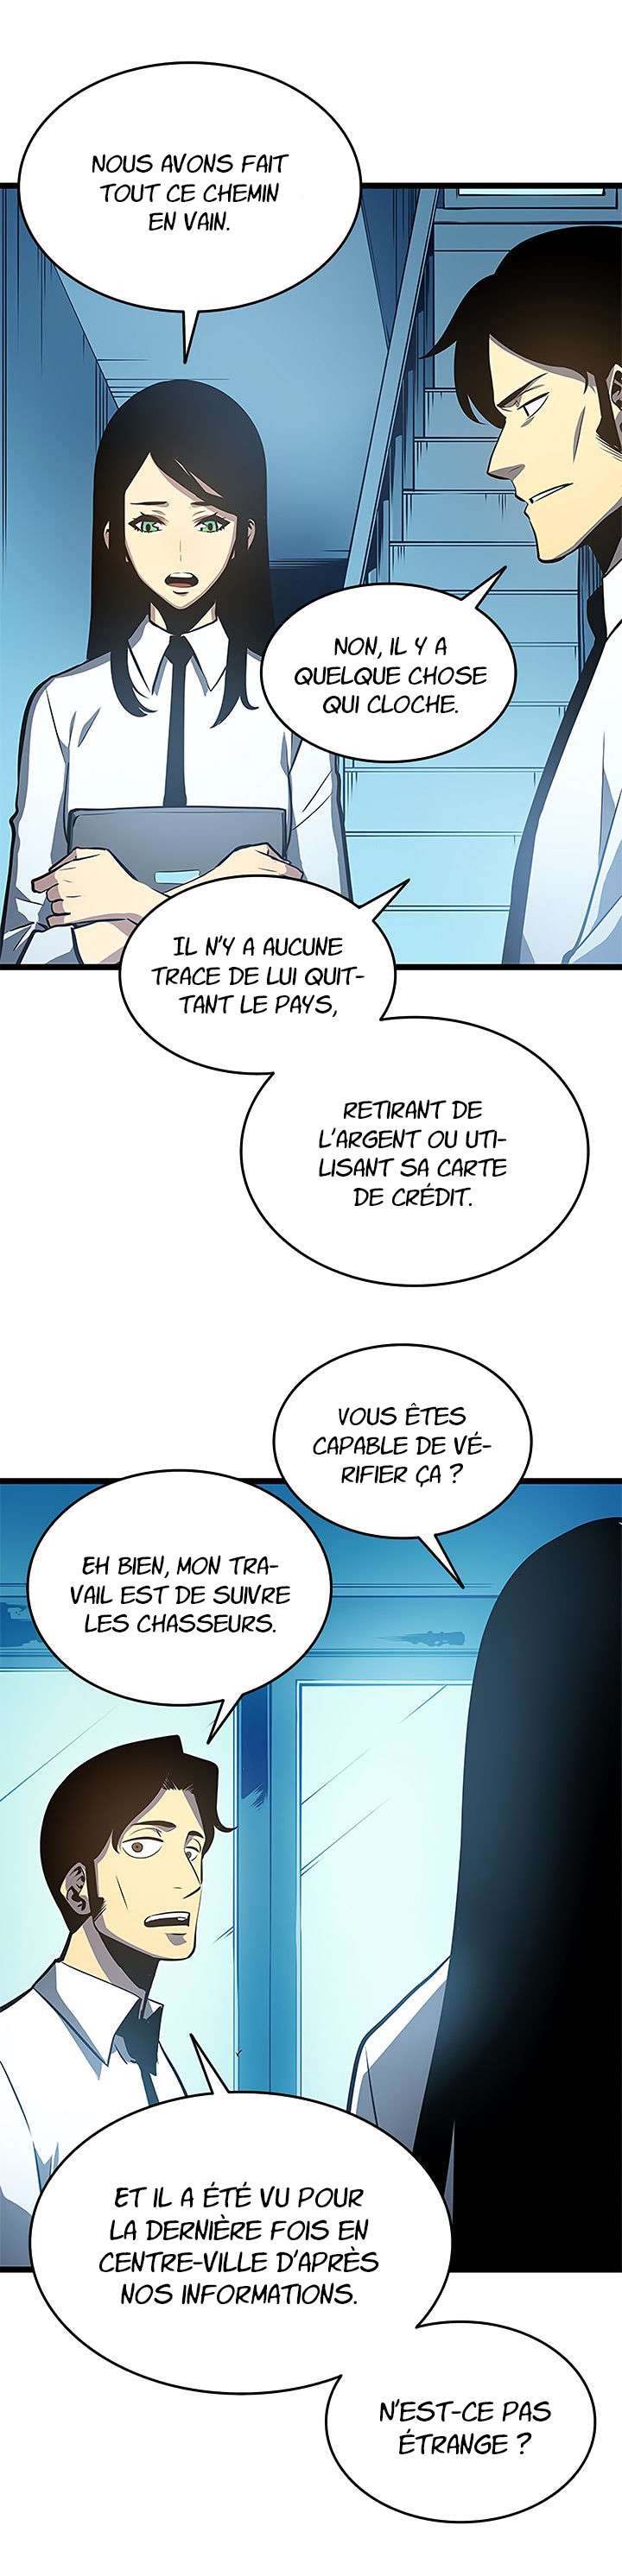 NOUS AVONS FAIT
TOUT CE CHEMIN
EN VAIN.
NON, IL Y A
QUELQUE CHOSE
QUI CLOCHE.
IL N'Y A AUCUNE
TRACE DE LUI QUIT-
TANT LE PAYS,
RETIRANT DE
L'ARGENT OU UTI-
LISANT SA CARTE
DE CRÉDIT.
VOUS ÊTES
CAPABLE DE VÉ-
RIFIER ÇA ?
EH BIEN, MON TRA-
VAIL EST DE SUIVRE
LES CHASSEURS.
ET IL A ÉTÉ VU POUR
LA DERNIÈRE FOIS EN
CENTRE-VILLE D'APRÈS
NOS INFORMATIONS.
N'EST-CE PAS
ÉTRANGE ?